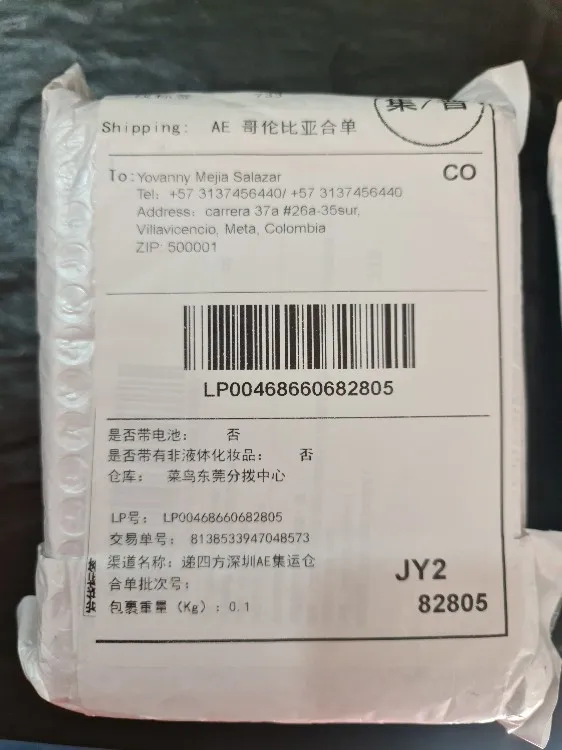 Shipping: AE 哥伦比亚合单
集/首
To: Yovanny Mejia Salazar
CO
Tel: +57 3137456440/ +57 3137456440
Address: carrera 37a #26a-35sur,
Villavicencio, Meta, Colombia
ZIP: 500001
LP00468660682805
是否带电池: 否
是否带有非液体化妆品: 否
仓库: 菜鸟东莞分拨中心
LP号: LP00468660682805
交易单号: 8138533947048573
渠道名称: 递四方深圳AE集运仓
合单批次号:
包裹重量 (Kg): 0.1
JY2
82805